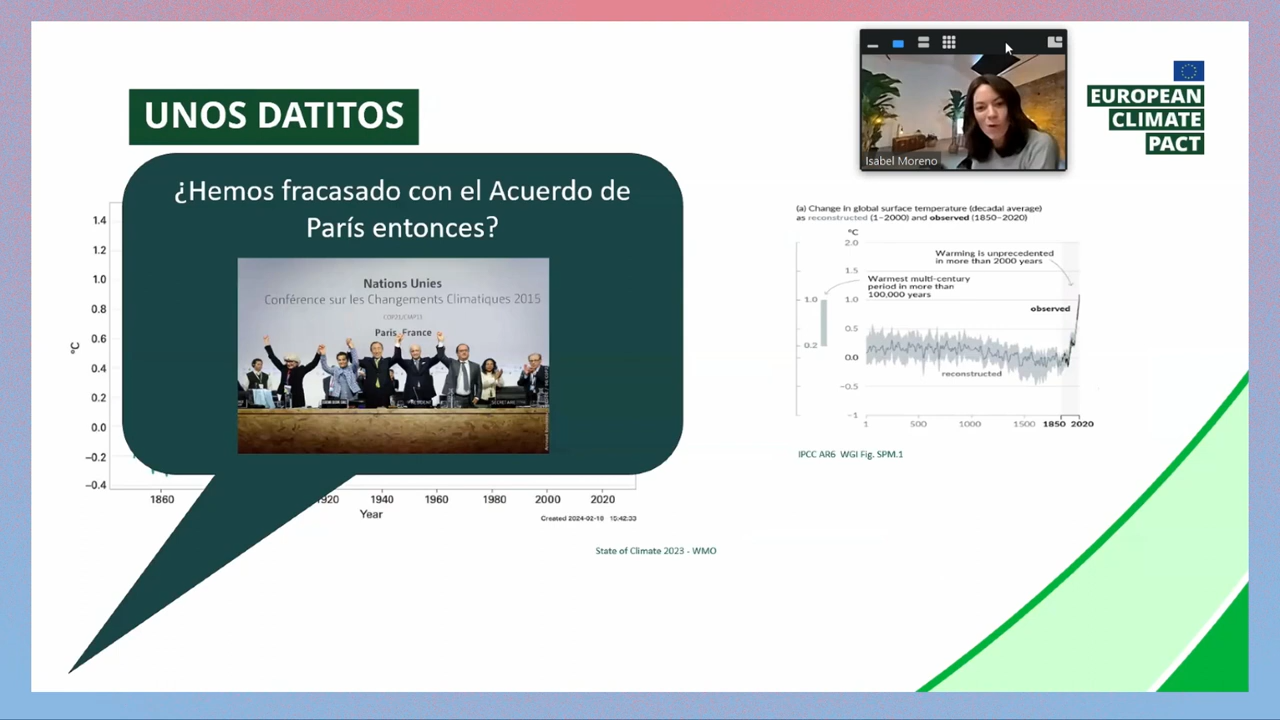 UNOS DATITOS
Isabel Moreno
EUROPEAN
CLIMATE
PACT
¿Hemos fracasado con el Acuerdo de
París entonces?
Nations Unies
Conférence sur les Changements Climatiques 2015
COP21/CMP11
Paris, France
1.4
1.2
1.0
0.8
0.6
0.4
0.2
0.0
−0.2
−0.4
°C
1860
1920
1940
1960
1980
2000
2020
Year
Created 2024-02-18 15:42:33
State of Climate 2023 - WMO
(a) Change in global surface temperature (decadal average)
as reconstructed (1–2000) and observed (1850–2020)
°C
2.0
1.5
1.0
0.5
0.0
−0.5
−1
1.0
0.2
Warming is unprecedented
in more than 2000 years
Warmest multi-century
period in more than
100,000 years
observed
reconstructed
1
500
1000
1500
1850
2020
IPCC AR6 WGI Fig. SPM.1